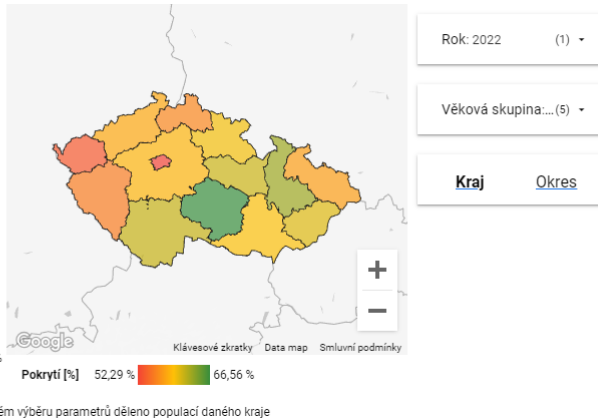 Rok: 2022 (1)
Věková skupina:... (5)
Kraj Okres
Google
Klávesové zkratky Data map Smluvní podmínky
%
Pokrytí [%] 52,29 % 66,56 %
ém výběru parametrů děleno populací daného kraje